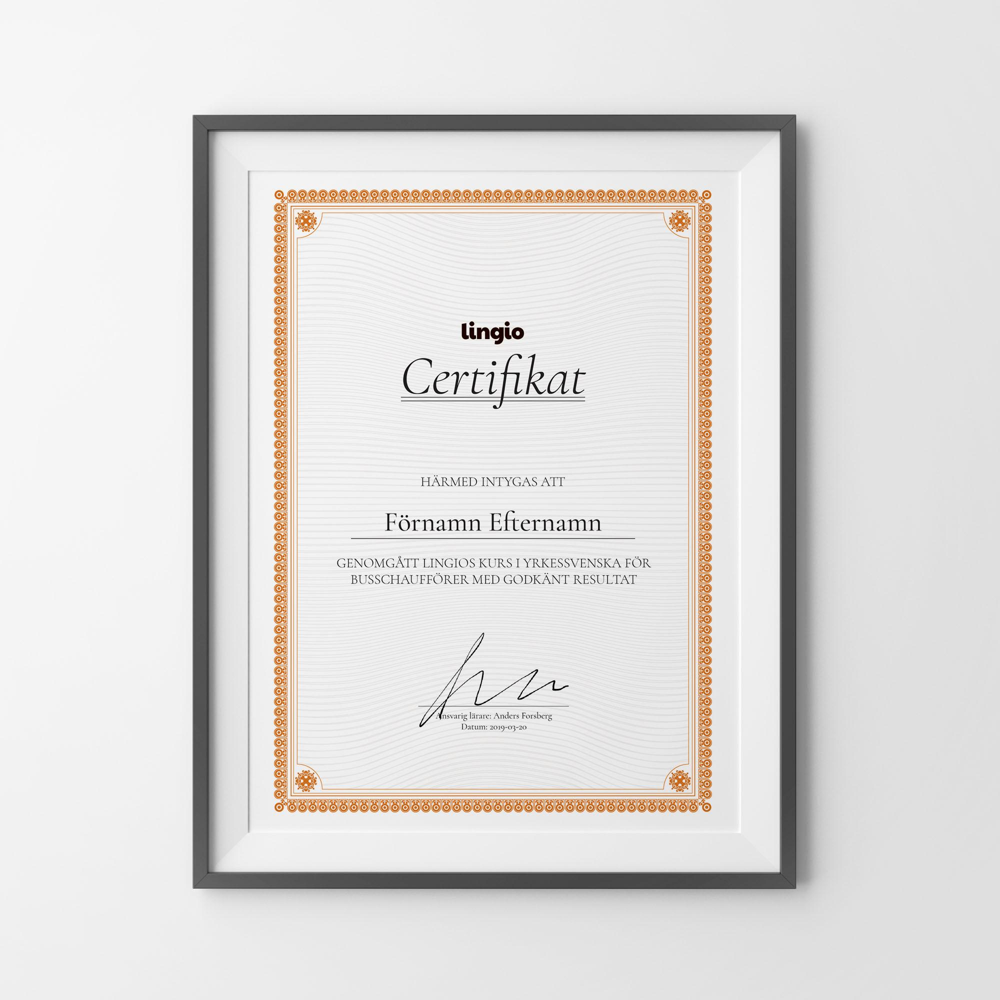 lingio
Certifikat
HÄRMED INTYGAS ATT
Förnamn Efternamn
GENOMGÅTT LINGIOS KURS I YRKESSVENSKA FÖR
BUSSCHAUFFÖRER MED GODKÄNT RESULTAT
Ansvarig lärare: Anders Forsberg
Datum: 2019-03-20